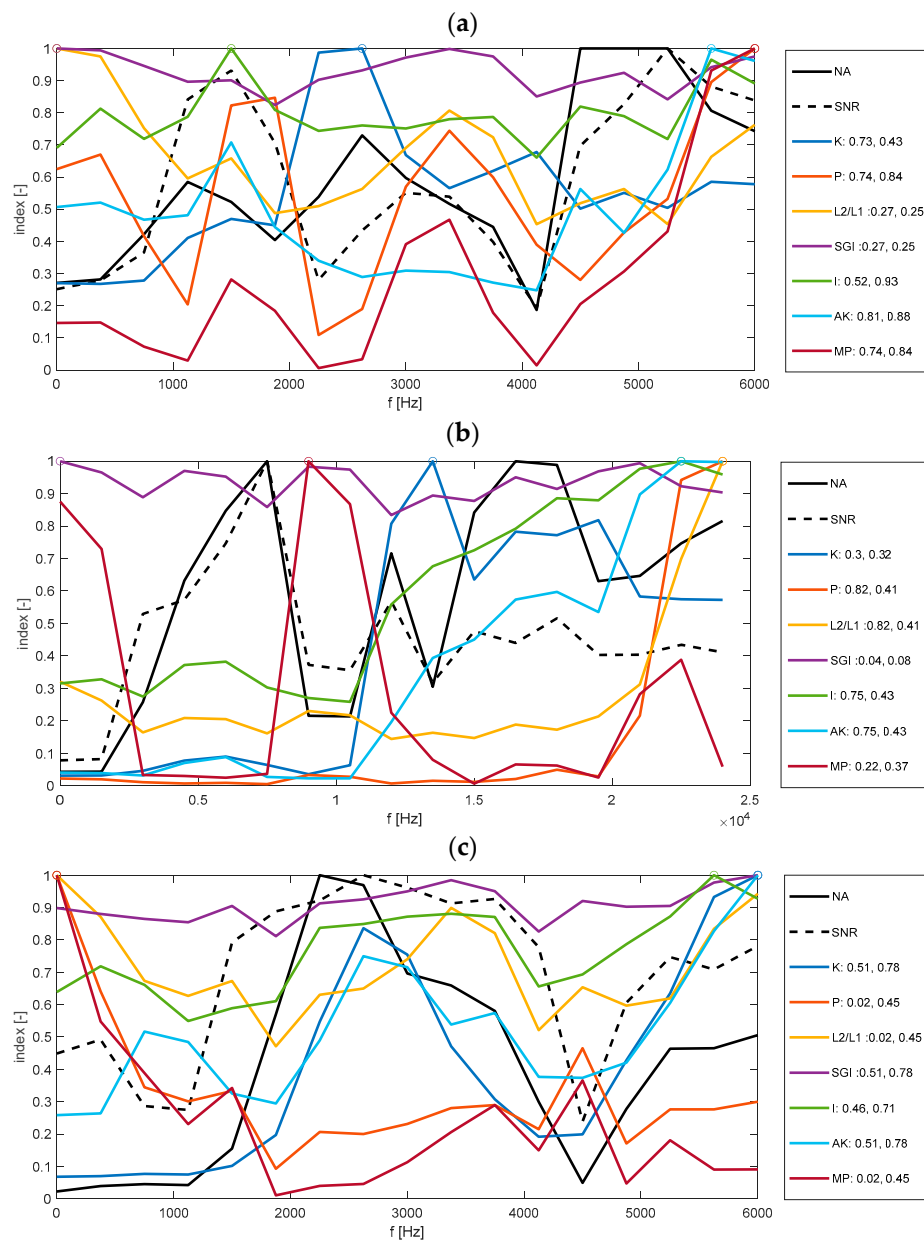 (a)
1
0.9
0.8
0.7
0.6
0.5
0.4
0.3
0.2
0.1
0
index [-]
0 1000 2000 3000 4000 5000 6000
f [Hz]
NA
SNR
K: 0.73, 0.43
P: 0.74, 0.84
L2/L1 :0.27, 0.25
SGI :0.27, 0.25
I: 0.52, 0.93
AK: 0.81, 0.88
MP: 0.74, 0.84
(b)
1
0.9
0.8
0.7
0.6
0.5
0.4
0.3
0.2
0.1
0
index [-]
0 0.5 1 1.5 2 2.5
f [Hz]
×10⁴
NA
SNR
K: 0.3, 0.32
P: 0.82, 0.41
L2/L1 :0.82, 0.41
SGI :0.04, 0.08
I: 0.75, 0.43
AK: 0.75, 0.43
MP: 0.22, 0.37
(c)
1
0.9
0.8
0.7
0.6
0.5
0.4
0.3
0.2
0.1
0
index [-]
0 1000 2000 3000 4000 5000 6000
f [Hz]
NA
SNR
K: 0.51, 0.78
P: 0.02, 0.45
L2/L1 :0.02, 0.45
SGI :0.51, 0.78
I: 0.46, 0.71
AK: 0.51, 0.78
MP: 0.02, 0.45